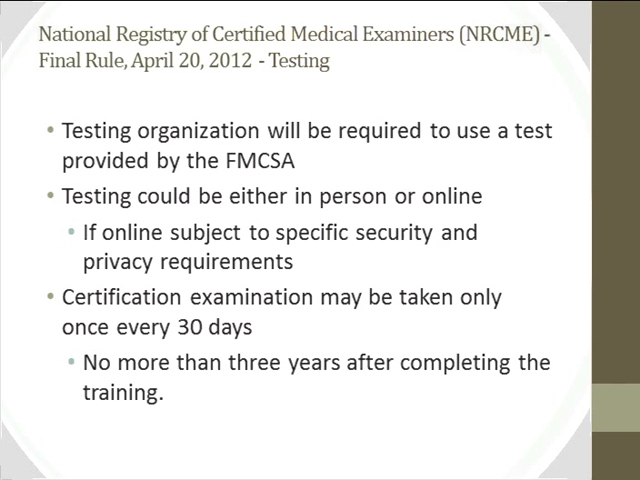 National Registry of Certified Medical Examiners (NRCME) -
Final Rule, April 20, 2012 - Testing
• Testing organization will be required to use a test
provided by the FMCSA
• Testing could be either in person or online
• If online subject to specific security and
privacy requirements
• Certification examination may be taken only
once every 30 days
• No more than three years after completing the
training.